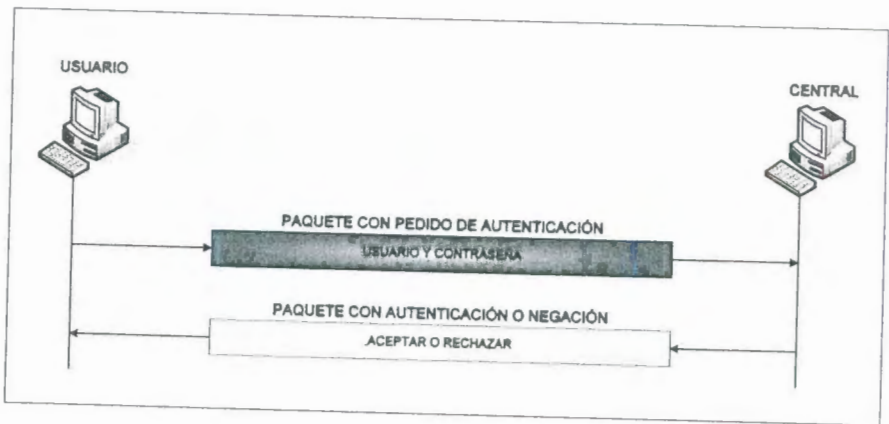 USUARIO
CENTRAL
PAQUETE CON PEDIDO DE AUTENTICACIÓN
USUARIO Y CONTRASEÑA
PAQUETE CON AUTENTICACIÓN O NEGACIÓN
ACEPTAR O RECHAZAR